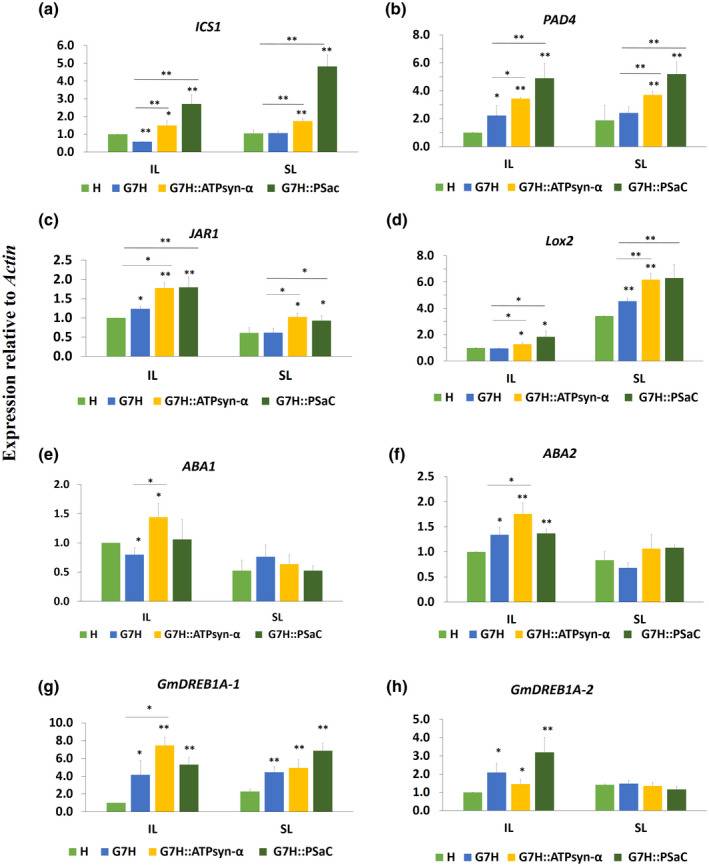 Expression relative to Actin
(a) ICS1
** **
** * ** ** ** ** **
6.0
5.0
4.0
3.0
2.0
1.0
0.0
IL SL
H G7H G7H::ATPsyn-α G7H::PSac
(b) PAD4
** **
* * ** ** ** ** **
8.0
6.0
4.0
2.0
0.0
IL SL
H G7H G7H::ATPsyn-α G7H::PSaC
(c) JAR1
** *
* * ** ** * * *
2.5
2.0
1.5
1.0
0.5
0.0
IL SL
H G7H G7H::ATPsyn-α G7H::PSaC
(d) Lox2
* **
* * * ** ** **
8.0
6.0
4.0
2.0
0.0
IL SL
H G7H G7H::ATPsyn-α G7H::PSaC
(e) ABA1
*
* *
2.0
1.5
1.0
0.5
0.0
IL SL
H G7H G7H::ATPsyn-α G7H::PSaC
(f) ABA2
*
* ** **
2.5
2.0
1.5
1.0
0.5
0.0
IL SL
H G7H G7H::ATPsyn-α G7H::PSaC
(g) GmDREB1A-1
*
* ** ** ** ** **
10.0
8.0
6.0
4.0
2.0
0.0
IL SL
H G7H G7H::ATPsyn-α G7H::PSaC
(h) GmDREB1A-2
* * **
5.0
4.0
3.0
2.0
1.0
0.0
IL SL
H G7H G7H::ATPsyn-α G7H::PSaC